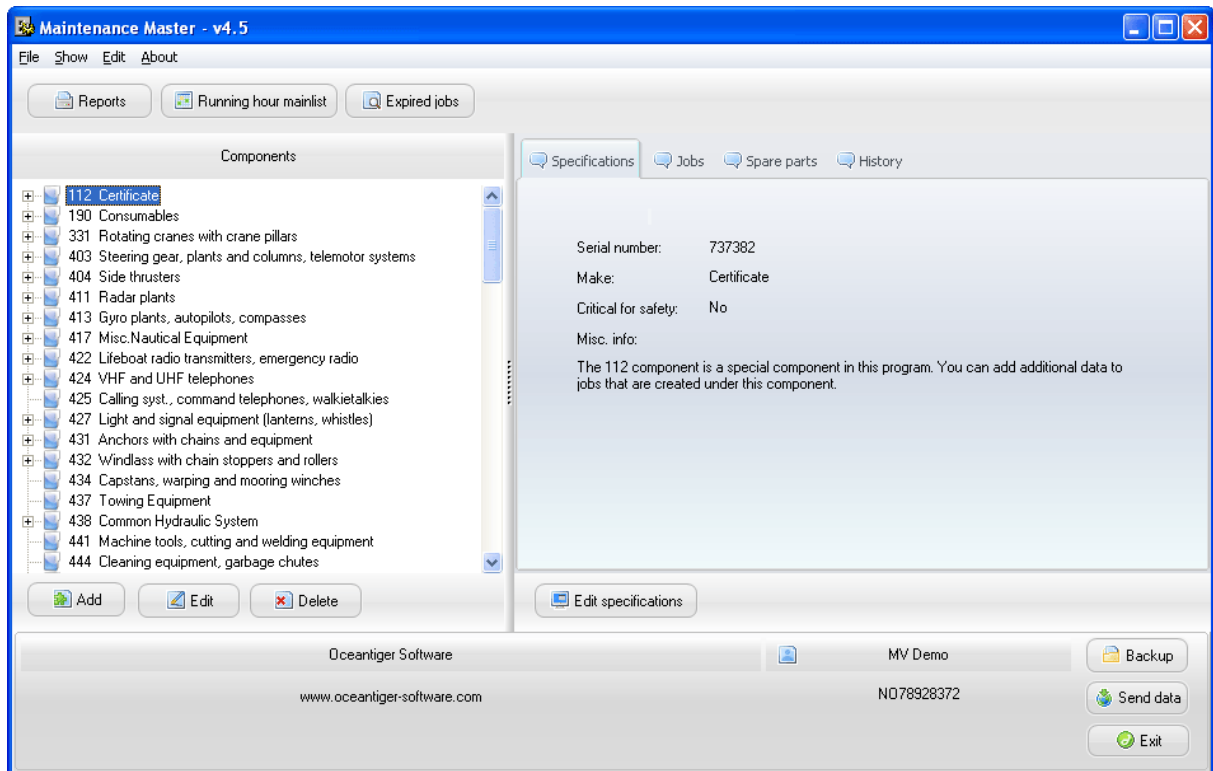 Maintenance Master - v4.5
File Show Edit About
Reports Running hour mainlist Expired jobs
Components
112 Certificate
190 Consumables
331 Rotating cranes with crane pillars
403 Steering gear, plants and columns, telemotor systems
404 Side thrusters
411 Radar plants
413 Gyro plants, autopilots, compasses
417 Misc.Nautical Equipment
422 Lifeboat radio transmitters, emergency radio
424 VHF and UHF telephones
425 Calling syst., command telephones, walkietalkies
427 Light and signal equipment (lanterns, whistles)
431 Anchors with chains and equipment
432 Windlass with chain stoppers and rollers
434 Capstans, warping and mooring winches
437 Towing Equipment
438 Common Hydraulic System
441 Machine tools, cutting and welding equipment
444 Cleaning equipment, garbage chutes
Add Edit Delete
Specifications Jobs Spare parts History
Serial number: 737382
Make: Certificate
Critical for safety: No
Misc. info:
The 112 component is a special component in this program. You can add additional data to
jobs that are created under this component.
Edit specifications
Oceantiger Software MV Demo Backup
www.oceantiger-software.com NO78928372 Send data
Exit